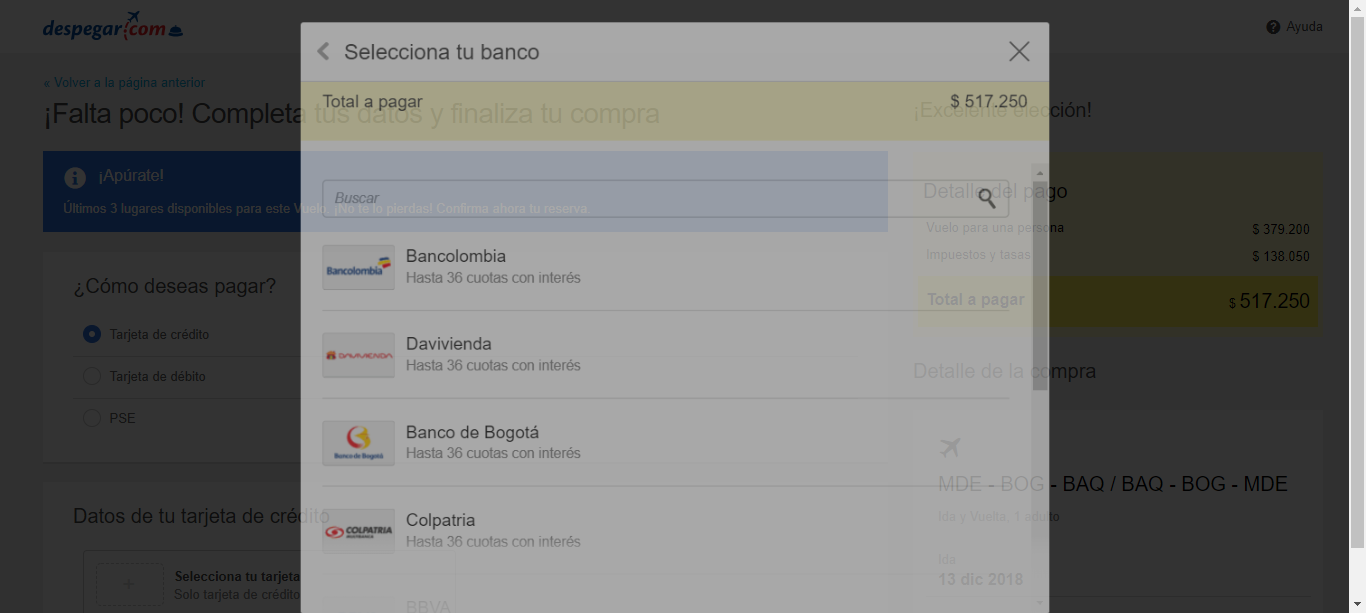 despegar.com
Ayuda
« Volver a la página anterior
¡Falta poco! Completa tus datos y finaliza tu compra
¡Apúrate!
Últimos 3 lugares disponibles para este Vuelo. ¡No te lo pierdas! Confirma ahora tu reserva.
¿Cómo deseas pagar?
Tarjeta de crédito
Tarjeta de débito
PSE
Datos de tu tarjeta de crédito
Selecciona tu tarjeta
Solo tarjeta de crédito
Selecciona tu banco
Total a pagar
$ 517.250
Buscar
Bancolombia
Bancolombia
Hasta 36 cuotas con interés
DAVIVIENDA
Davivienda
Hasta 36 cuotas con interés
Banco de Bogotá
Banco de Bogotá
Hasta 36 cuotas con interés
COLPATRIA
MULTIBANCA
Colpatria
Hasta 36 cuotas con interés
BBVA
¡Excelente elección!
Detalle del pago
Vuelo para una persona
$ 379.200
Impuestos y tasas
$ 138.050
Total a pagar
$ 517.250
Detalle de la compra
MDE - BOG - BAQ / BAQ - BOG - MDE
Ida y Vuelta, 1 adulto
Ida
13 dic 2018